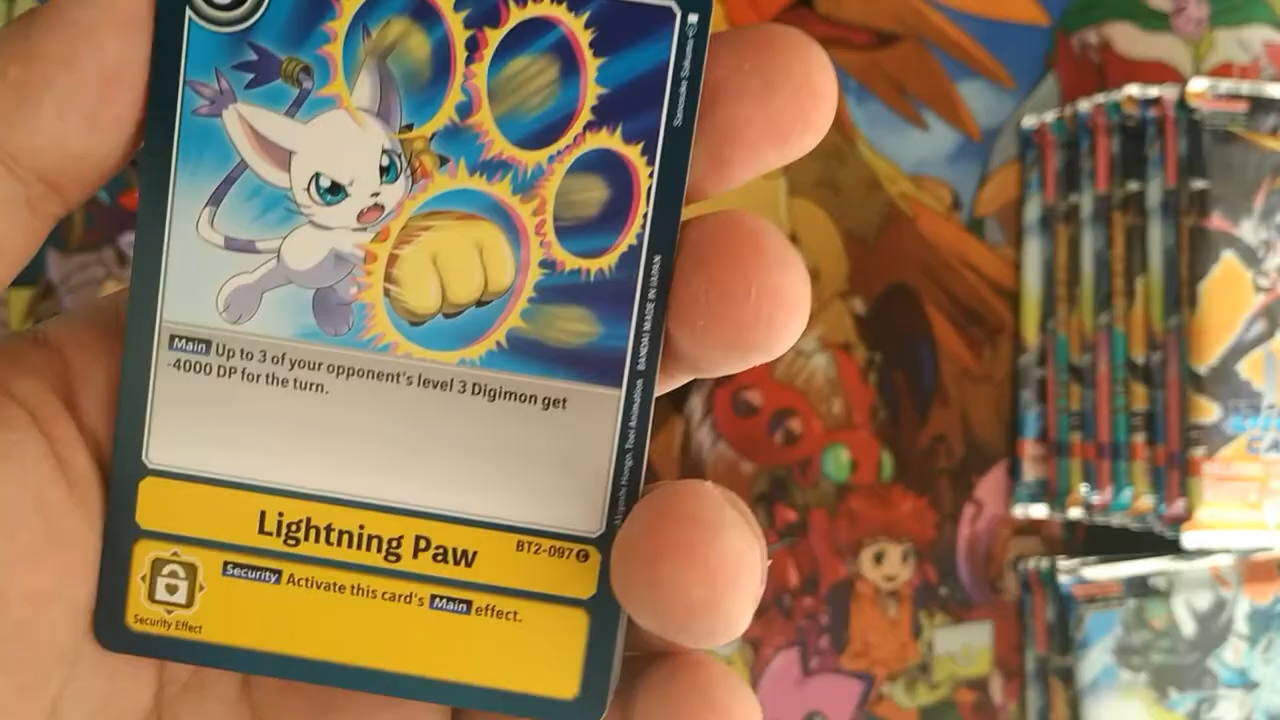 Main Up to 3 of your opponent's level 3 Digimon get
-4000 DP for the turn.
BANDAI MADE IN JAPAN
Akiyoshi Hongo, Toei Animation
Lightning Paw
BT2-097 C
Security Activate this card's Main effect.
Security Effect